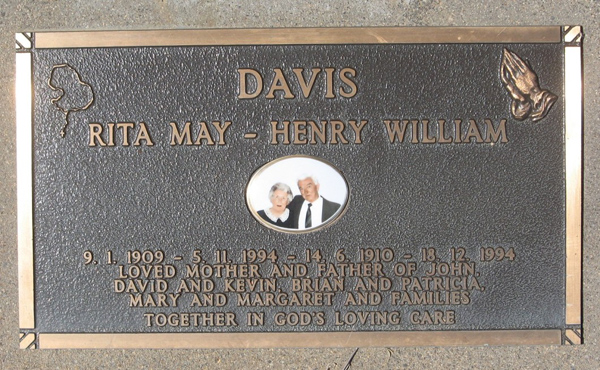 DAVIS
RITA MAY - HENRY WILLIAM
9. 1. 1909 - 5. 11. 1994 - 14. 6. 1910 - 18. 12. 1994
LOVED MOTHER AND FATHER OF JOHN,
DAVID AND KEVIN, BRIAN AND PATRICIA,
MARY AND MARGARET AND FAMILIES
TOGETHER IN GOD'S LOVING CARE